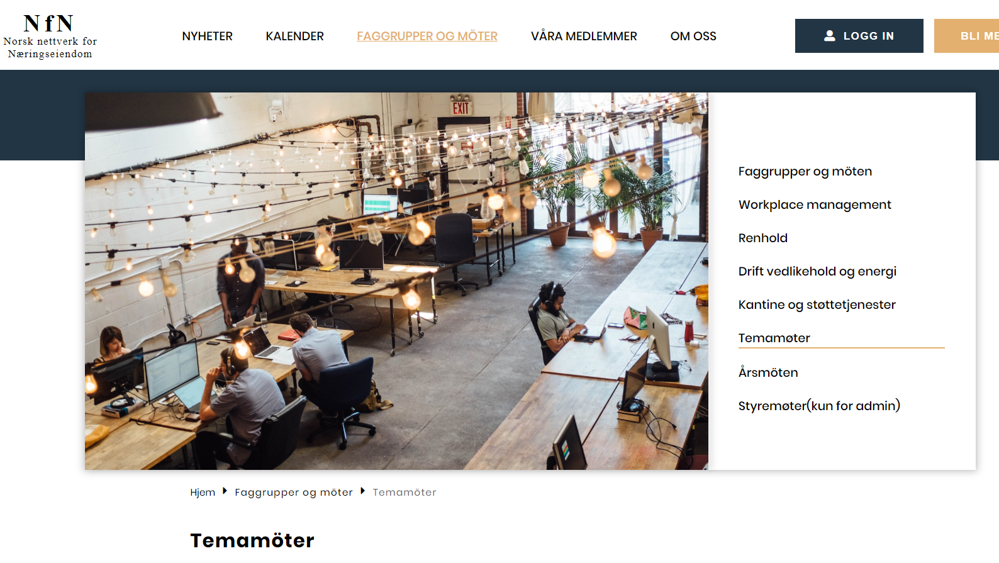 NfN
Norsk nettverk for
Næringseiendom
NYHETER
KALENDER
FAGGRUPPER OG MÖTER
VÅRA MEDLEMMER
OM OSS
LOGG IN
BLI ME
EXIT
Faggrupper og möten
Workplace management
Renhold
Drift vedlikehold og energi
Kantine og støttetjenester
Temamøter
Årsmöten
Styremøter(kun for admin)
Hjem
Faggrupper og möter
Temamöter
Temamöter